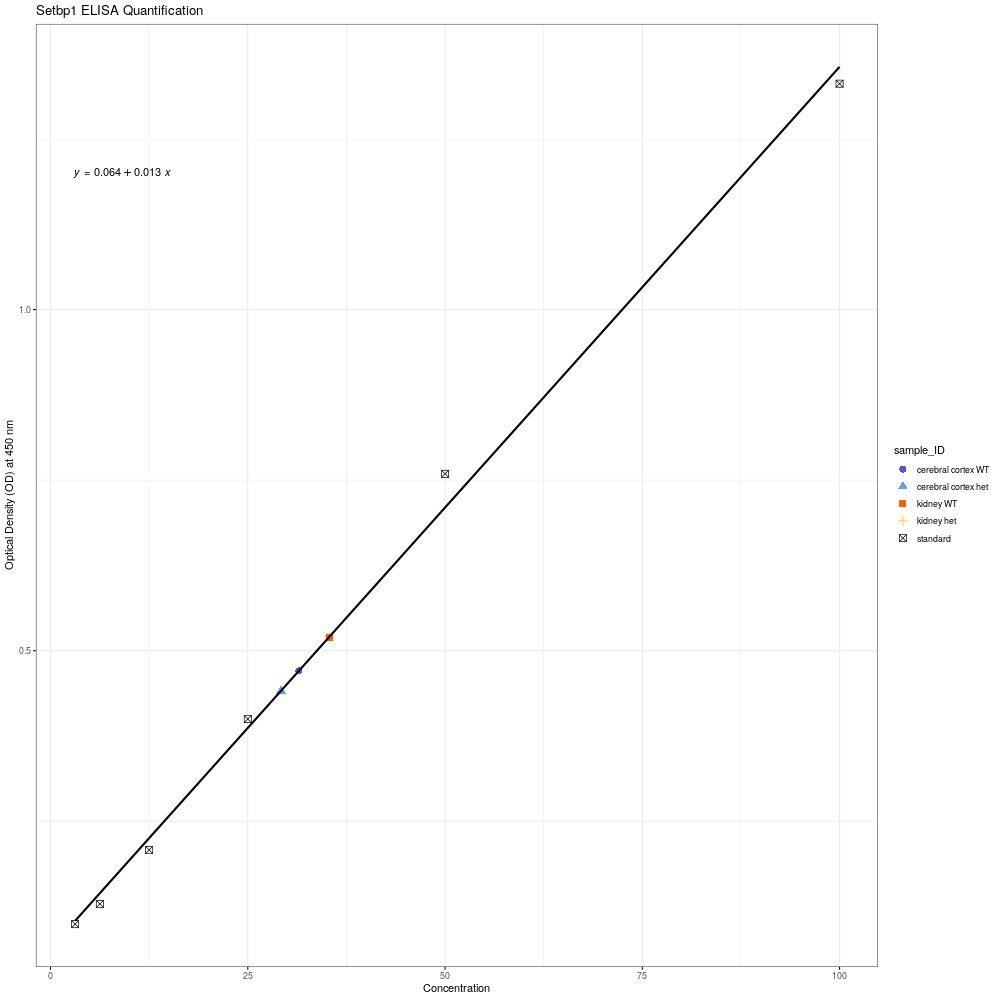 Setbp1 ELISA Quantification
y = 0.064 + 0.013 x
1.0
0.5
Optical Density (OD) at 450 nm
0 25 50 75 100
Concentration
sample_ID
cerebral cortex WT
cerebral cortex het
kidney WT
kidney het
standard